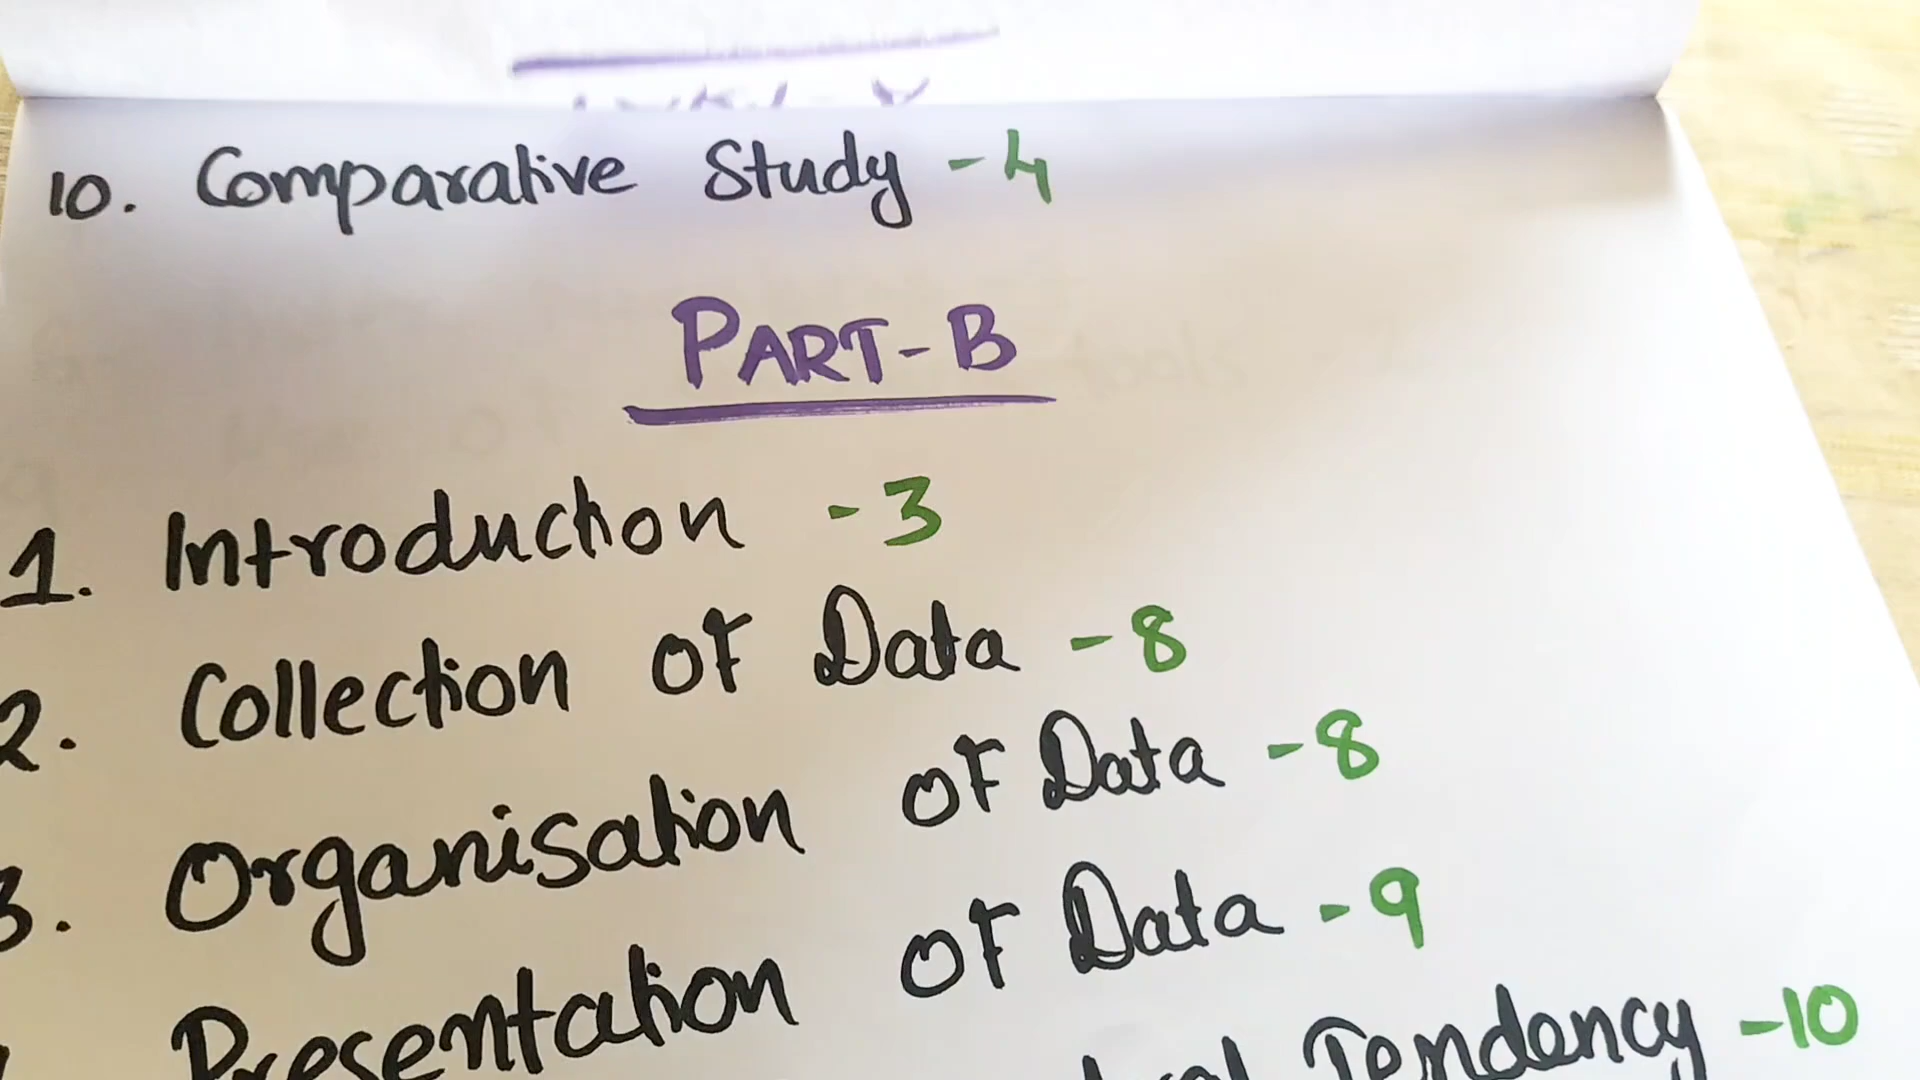 10. Comparative Study - 4
PART-B
1. Introduction - 3
2. Collection of Data - 8
3. Organisation of Data - 8
Presentation of Data - 9
Tendency - 10